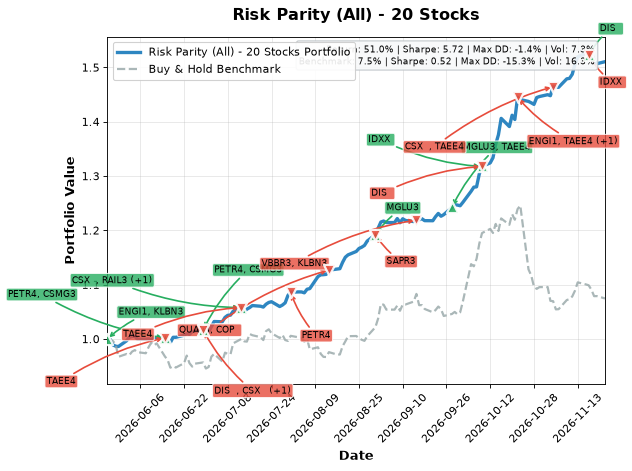 Risk Parity (All) - 20 Stocks
DIS
Risk Parity (All) - 20 Stocks Portfolio
Buy & Hold Benchmark
51.0% | Sharpe: 5.72 | Max DD: -1.4% | Vol:
7.5% | Sharpe: 0.52 | Max DD: -15.3% | Vol:
IDXX
IDXX
CSX , TAEE4
MGLU3, TAEE4
ENGI1, TAEE4 (+1)
DIS
MGLU3
SAPR3
VBBR3, KLBN3
PETR4, CSMG3
CSX , RAIL3 (+1)
PETR4, CSMG3
ENGI1, KLBN3
TAEE4
, COP
PETR4
TAEE4
DIS , CSX (+1)
Portfolio Value
1.5
1.4
1.3
1.2
1.1
1.0
2026-06-06
2026-06-22
2026-07-08
2026-07-24
2026-08-09
2026-08-25
2026-09-10
2026-09-26
2026-10-12
2026-10-28
2026-11-13
Date